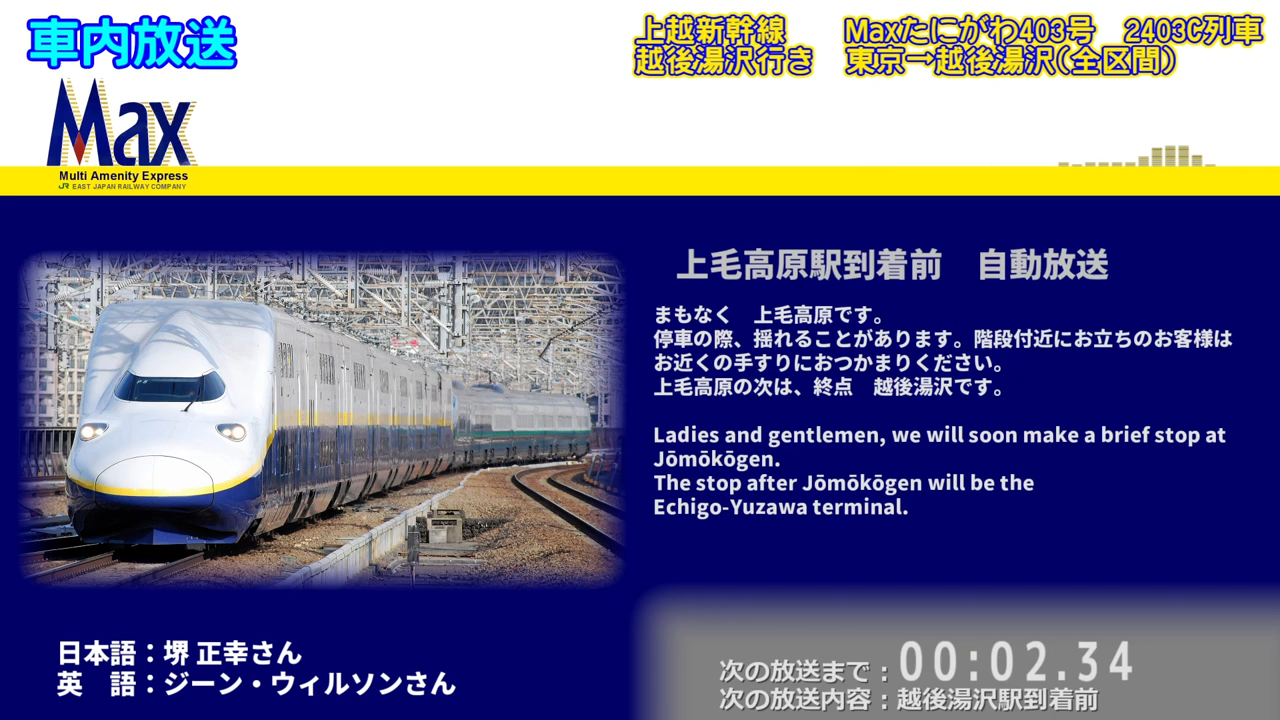 車内放送
上越新幹線　Maxたにがわ403号　2403C列車
越後湯沢行き　東京→越後湯沢(全区間)
Max
Multi Amenity Express
JR EAST JAPAN RAILWAY COMPANY
上毛高原駅到着前　自動放送
まもなく　上毛高原です。
停車の際、揺れることがあります。階段付近にお立ちのお客様は
お近くの手すりにおつかまりください。
上毛高原の次は、終点　越後湯沢です。
Ladies and gentlemen, we will soon make a brief stop at
Jōmōkōgen.
The stop after Jōmōkōgen will be the
Echigo-Yuzawa terminal.
日本語：堺 正幸さん
英　語：ジーン・ウィルソンさん
次の放送まで：00:02.34
次の放送内容：越後湯沢駅到着前